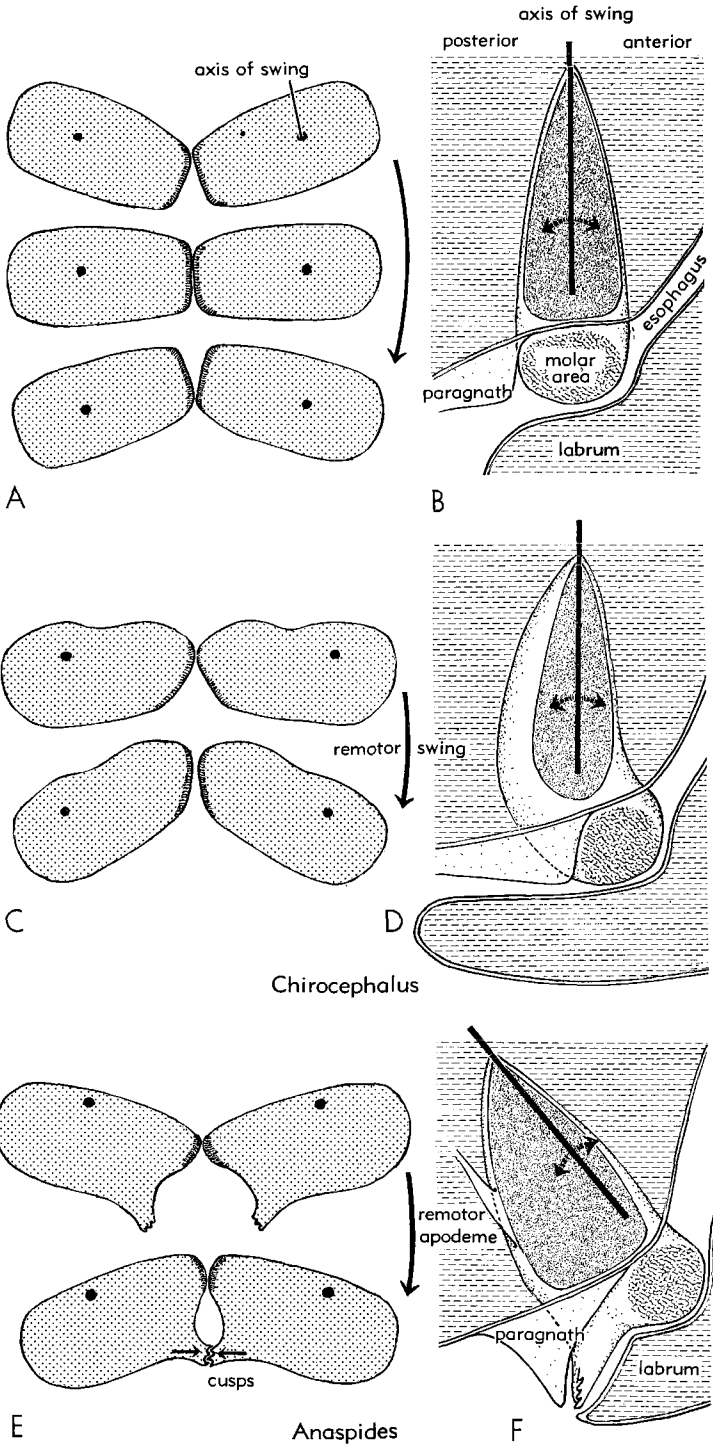 axis of swing
axis of swing
posterior
anterior
esophagus
molar
area
paragnath
labrum
A
B
remotor swing
C
D
Chirocephalus
remotor
apodeme
paragnath
labrum
cusps
E
Anaspides
F